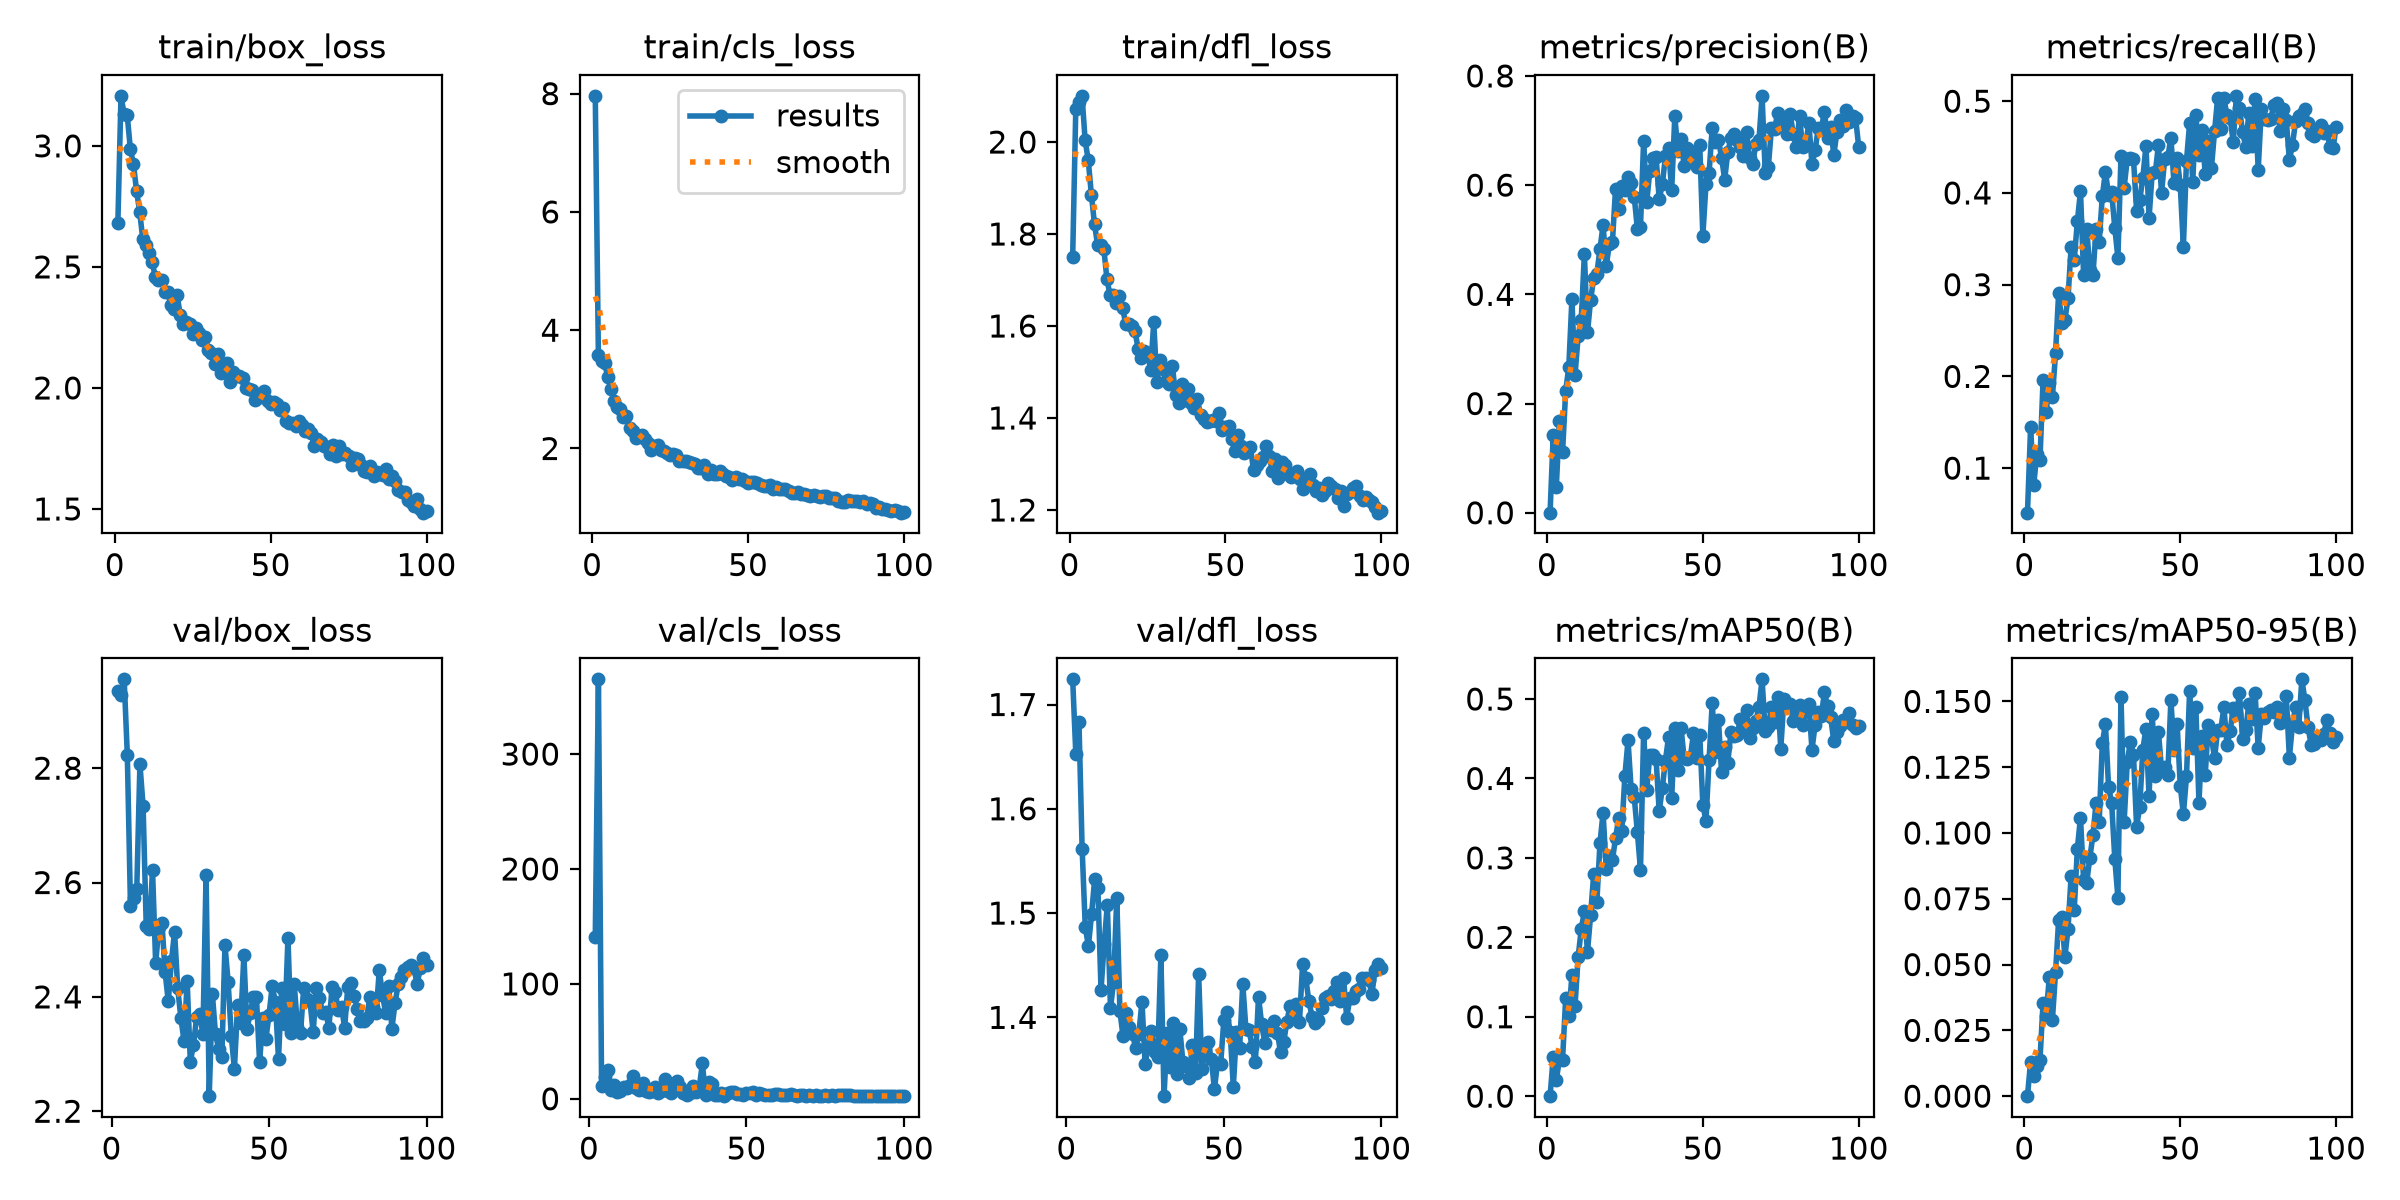 train/box_loss
3.0
2.5
2.0
1.5
0 50 100
train/cls_loss
results
smooth
8
6
4
2
0 50 100
train/dfl_loss
2.0
1.8
1.6
1.4
1.2
0 50 100
metrics/precision(B)
0.8
0.6
0.4
0.2
0.0
0 50 100
metrics/recall(B)
0.5
0.4
0.3
0.2
0.1
0 50 100
val/box_loss
2.8
2.6
2.4
2.2
0 50 100
val/cls_loss
300
200
100
0
0 50 100
val/dfl_loss
1.7
1.6
1.5
1.4
0 50 100
metrics/mAP50(B)
0.5
0.4
0.3
0.2
0.1
0.0
0 50 100
metrics/mAP50-95(B)
0.150
0.125
0.100
0.075
0.050
0.025
0.000
0 50 100